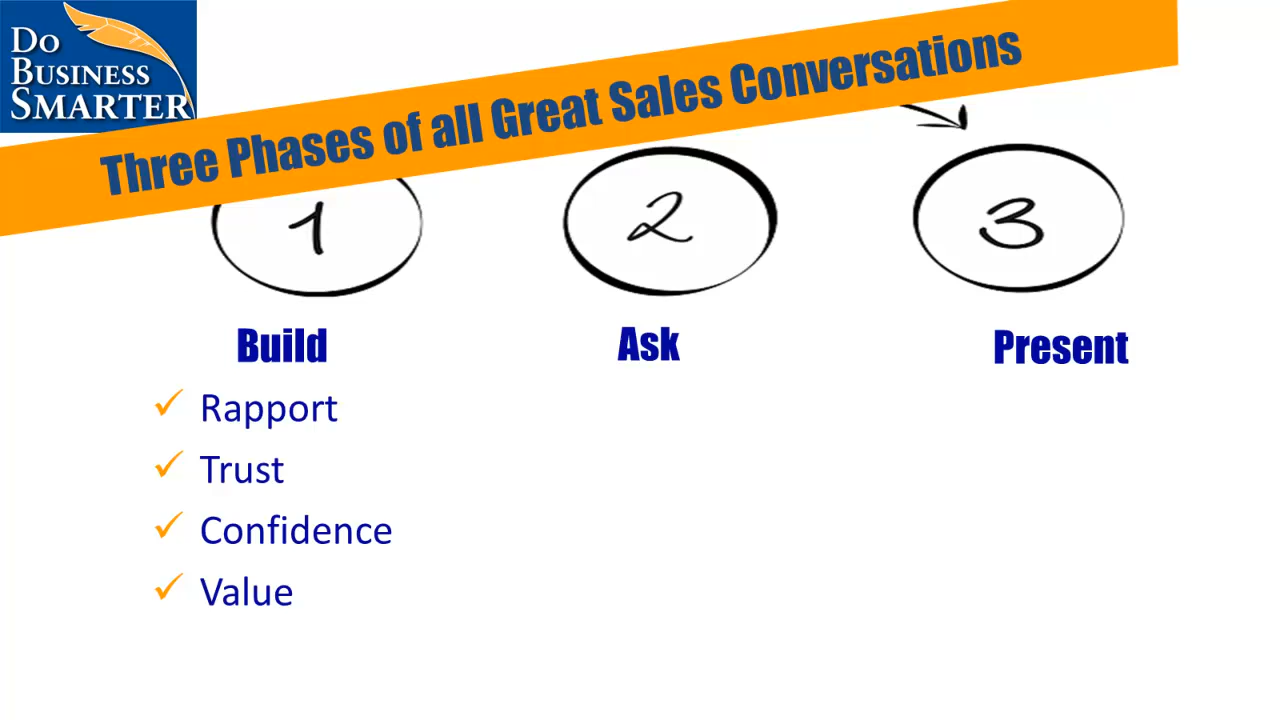 Do
BUSINESS
SMARTER
Three Phases of all Great Sales Conversations
1
2
3
Build
Ask
Present
✓ Rapport
✓ Trust
✓ Confidence
✓ Value